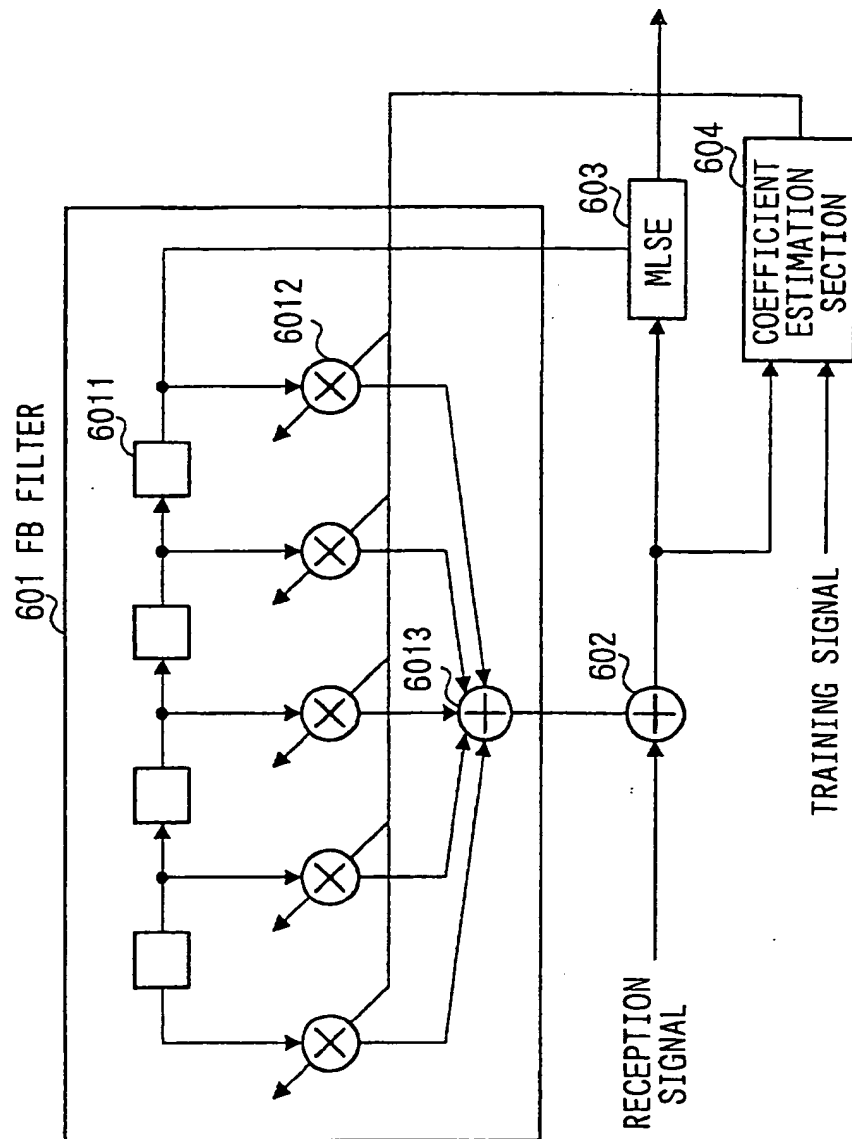 601 FB FILTER
6011
6012
6013
602
603
MLSE
604
COEFFICIENT
ESTIMATION
SECTION
RECEPTION
SIGNAL
TRAINING SIGNAL